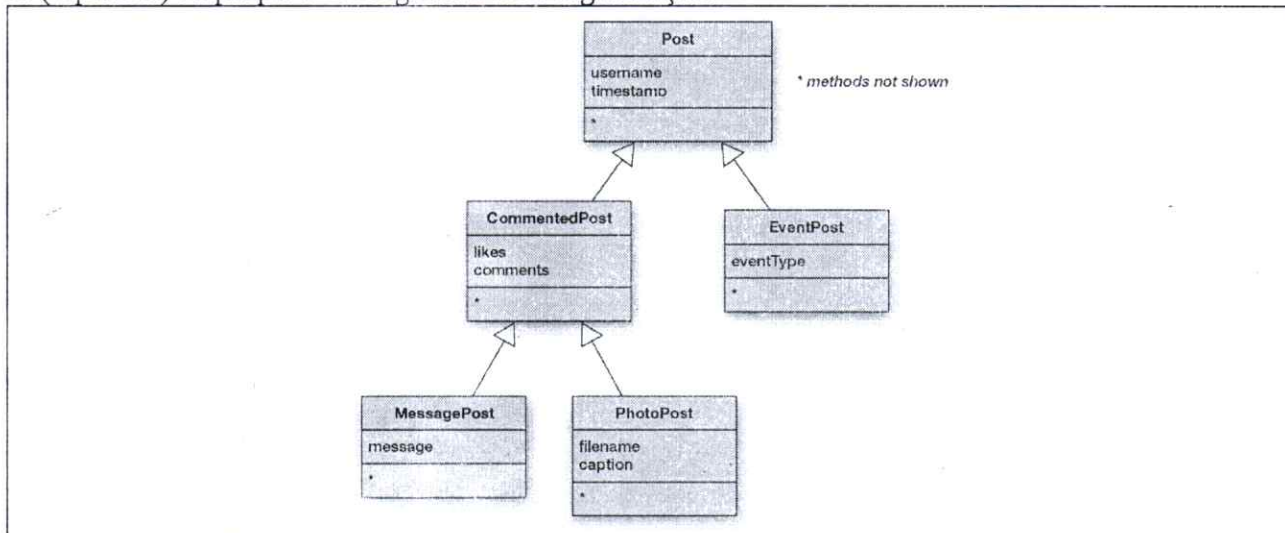 Post
username
timestamp
* methods not shown
*
CommentedPost
likes
comments
*
EventPost
eventType
*
MessagePost
message
*
PhotoPost
filename
caption
*